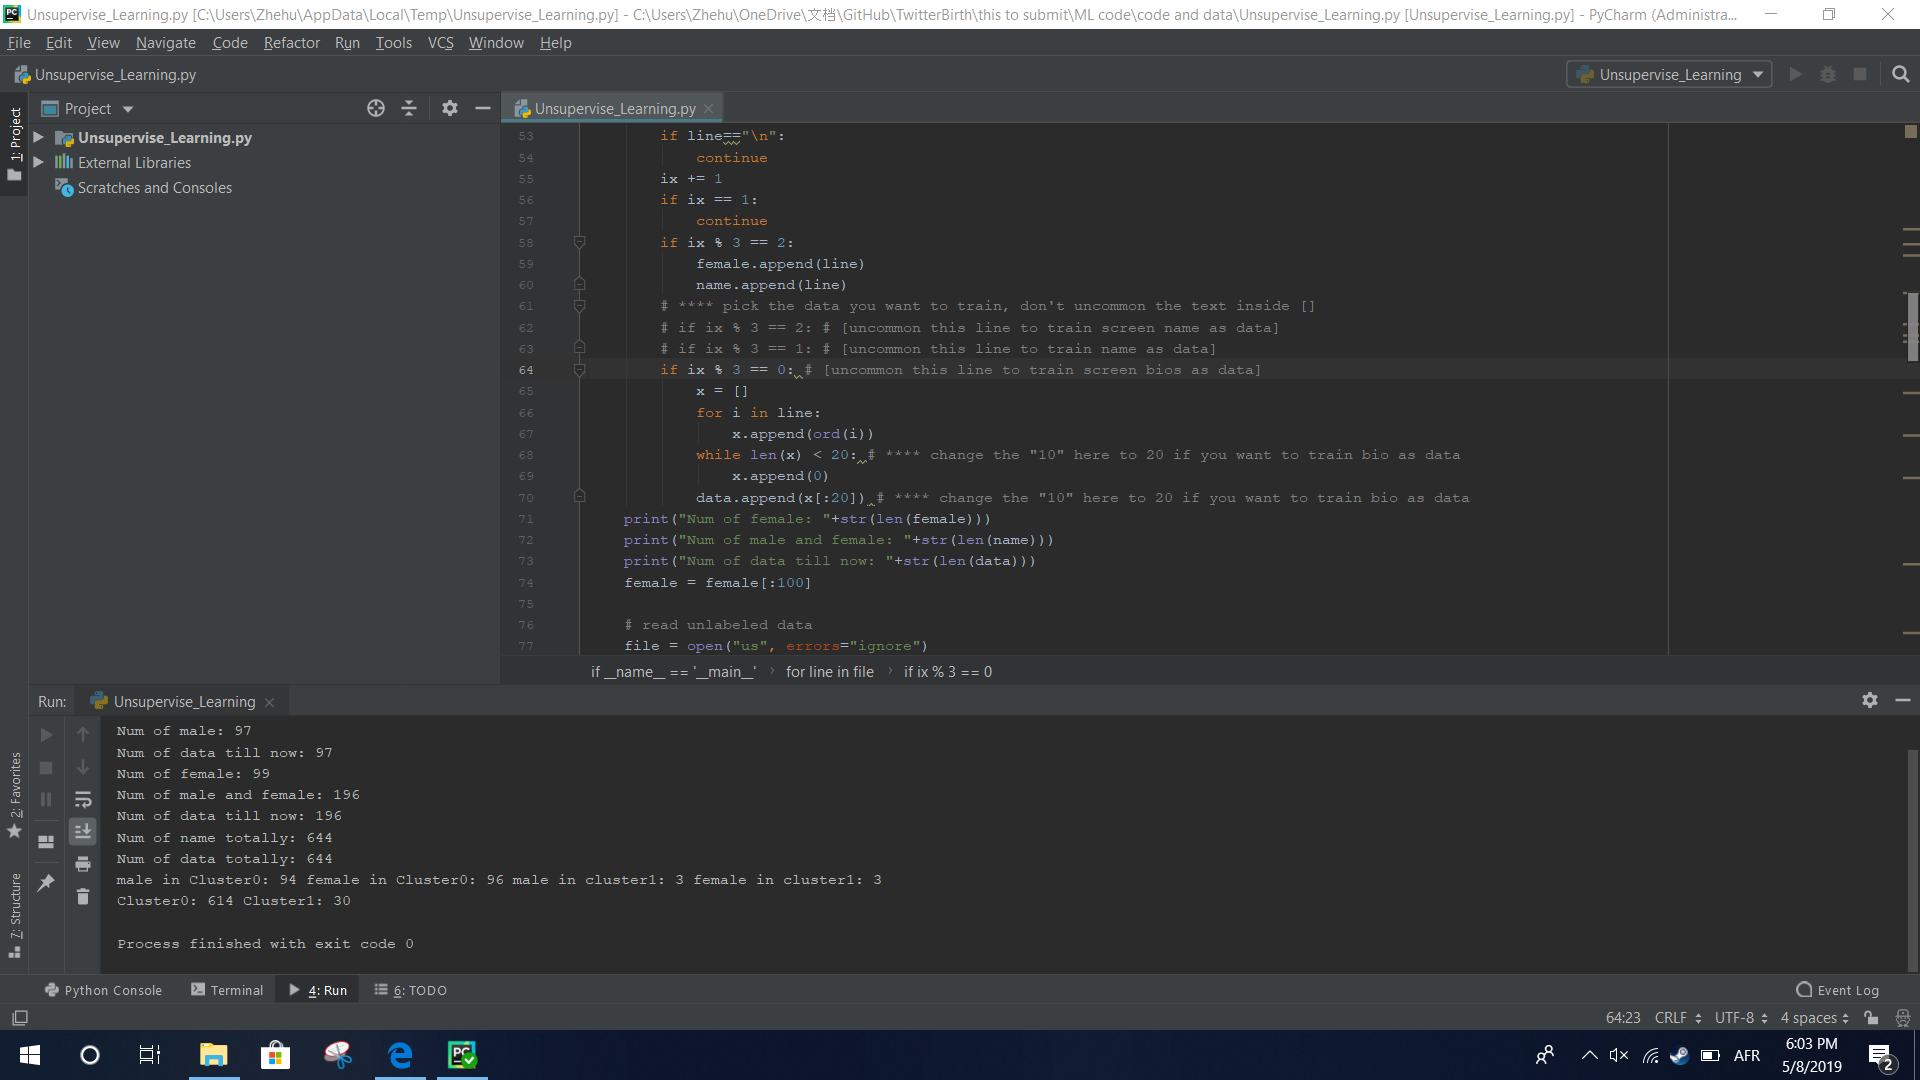 Unsupervise_Learning.py [C:\Users\Zhehu\AppData\Local\Temp\Unsupervise_Learning.py] - C:\Users\Zhehu\OneDrive\文档\GitHub\TwitterBirth\this to submit\ML code\code and data\Unsupervise_Learning.py [Unsupervise_Learning.py] - PyCharm (Administra...
File Edit View Navigate Code Refactor Run Tools VCS Window Help
Unsupervise_Learning.py
Unsupervise_Learning
1: Project
Project
Unsupervise_Learning.py
External Libraries
Scratches and Consoles
Unsupervise_Learning.py
53 if line=="\n":
54 continue
55 ix += 1
56 if ix == 1:
57 continue
58 if ix % 3 == 2:
59 female.append(line)
60 name.append(line)
61 # **** pick the data you want to train, don't uncommon the text inside []
62 # if ix % 3 == 2: # [uncommon this line to train screen name as data]
63 # if ix % 3 == 1: # [uncommon this line to train name as data]
64 if ix % 3 == 0: # [uncommon this line to train screen bios as data]
65 x = []
66 for i in line:
67 x.append(ord(i))
68 while len(x) < 20: # **** change the "10" here to 20 if you want to train bio as data
69 x.append(0)
70 data.append(x[:20]) # **** change the "10" here to 20 if you want to train bio as data
71 print("Num of female: "+str(len(female)))
72 print("Num of male and female: "+str(len(name)))
73 print("Num of data till now: "+str(len(data)))
74 female = female[:100]
75
76 # read unlabeled data
77 file = open("us", errors="ignore")
if __name__ == '__main__' › for line in file › if ix % 3 == 0
Run: Unsupervise_Learning
Num of male: 97
Num of data till now: 97
Num of female: 99
Num of male and female: 196
Num of data till now: 196
Num of name totally: 644
Num of data totally: 644
male in Cluster0: 94 female in Cluster0: 96 male in cluster1: 3 female in cluster1: 3
Cluster0: 614 Cluster1: 30
Process finished with exit code 0
2: Favorites
7: Structure
Python Console Terminal 4: Run 6: TODO Event Log
64:23 CRLF UTF-8 4 spaces
AFR
6:03 PM
5/8/2019
2